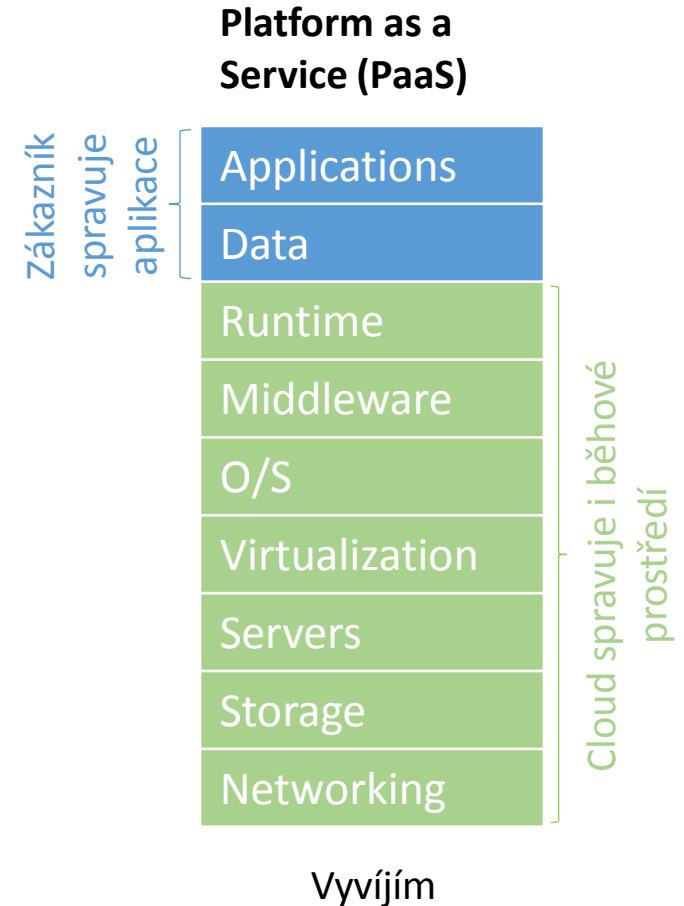 Platform as a
Service (PaaS)
Zákazník
spravuje
aplikace
Applications
Data
Runtime
Middleware
O/S
Virtualization
Servers
Storage
Networking
Cloud spravuje i běhové
prostředí
Vyvíjím